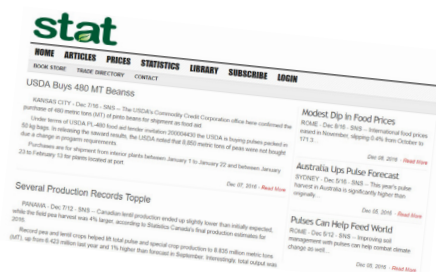 stat
HOME ARTICLES PRICES STATISTICS LIBRARY SUBSCRIBE LOGIN
BOOK STORE TRADE DIRECTORY CONTACT
USDA Buys 480 MT Beanss
KANSAS CITY - Dec 7/16 - SNS -- The USDA's Commodity Credit Corporation office here confirmed the
purchase of 480 metric tons (MT) of pinto beans for shipment as food aid.
Under terms of USDA PL-480 food aid tender invitation 200004430 the USDA is buying pulses packed in
50 kg bags. In releasing the award results, the USDA noted that 8,850 metric tons of peas were not bought
due a change in program requirements
Purchases are for shipment from interior plants between January 1 to January 22 and between January
23 to February 13 for plants located at port.
Dec 07, 2016 - Read More
Several Production Records Topple
PANAMA - Dec 7/12 - SNS -- Canadian lentil production ended up slightly lower than initially expected,
while the field pea harvest was 4% larger, according to Statistics Canada's final production estimates for
2016.
Record pea and lentil crops helped lift total pulse and special crop production to 8.835 million metric tons
(MT), up from 6.423 million last year and 1% higher than forecast in September. Interestingly, total output was
20%.
Modest Dip In Food Prices
ROME - Dec 8/16 - SNS -- International food prices
eased in November, slipping 0.4% from October to
171.3 ...
Dec 08, 2016 - Read More
Australia Ups Pulse Forecast
SYDNEY - Dec 5/16 - SNS -- This year's pulse
harvest in Australia is significantly higher than
originally ...
Dec 05, 2016 - Read More
Pulses Can Help Feed World
ROME - Dec 5/12 - SNS -- Improving soil
management with pulses can help combat climate
change as well...
Dec 05, 2016 - Read More